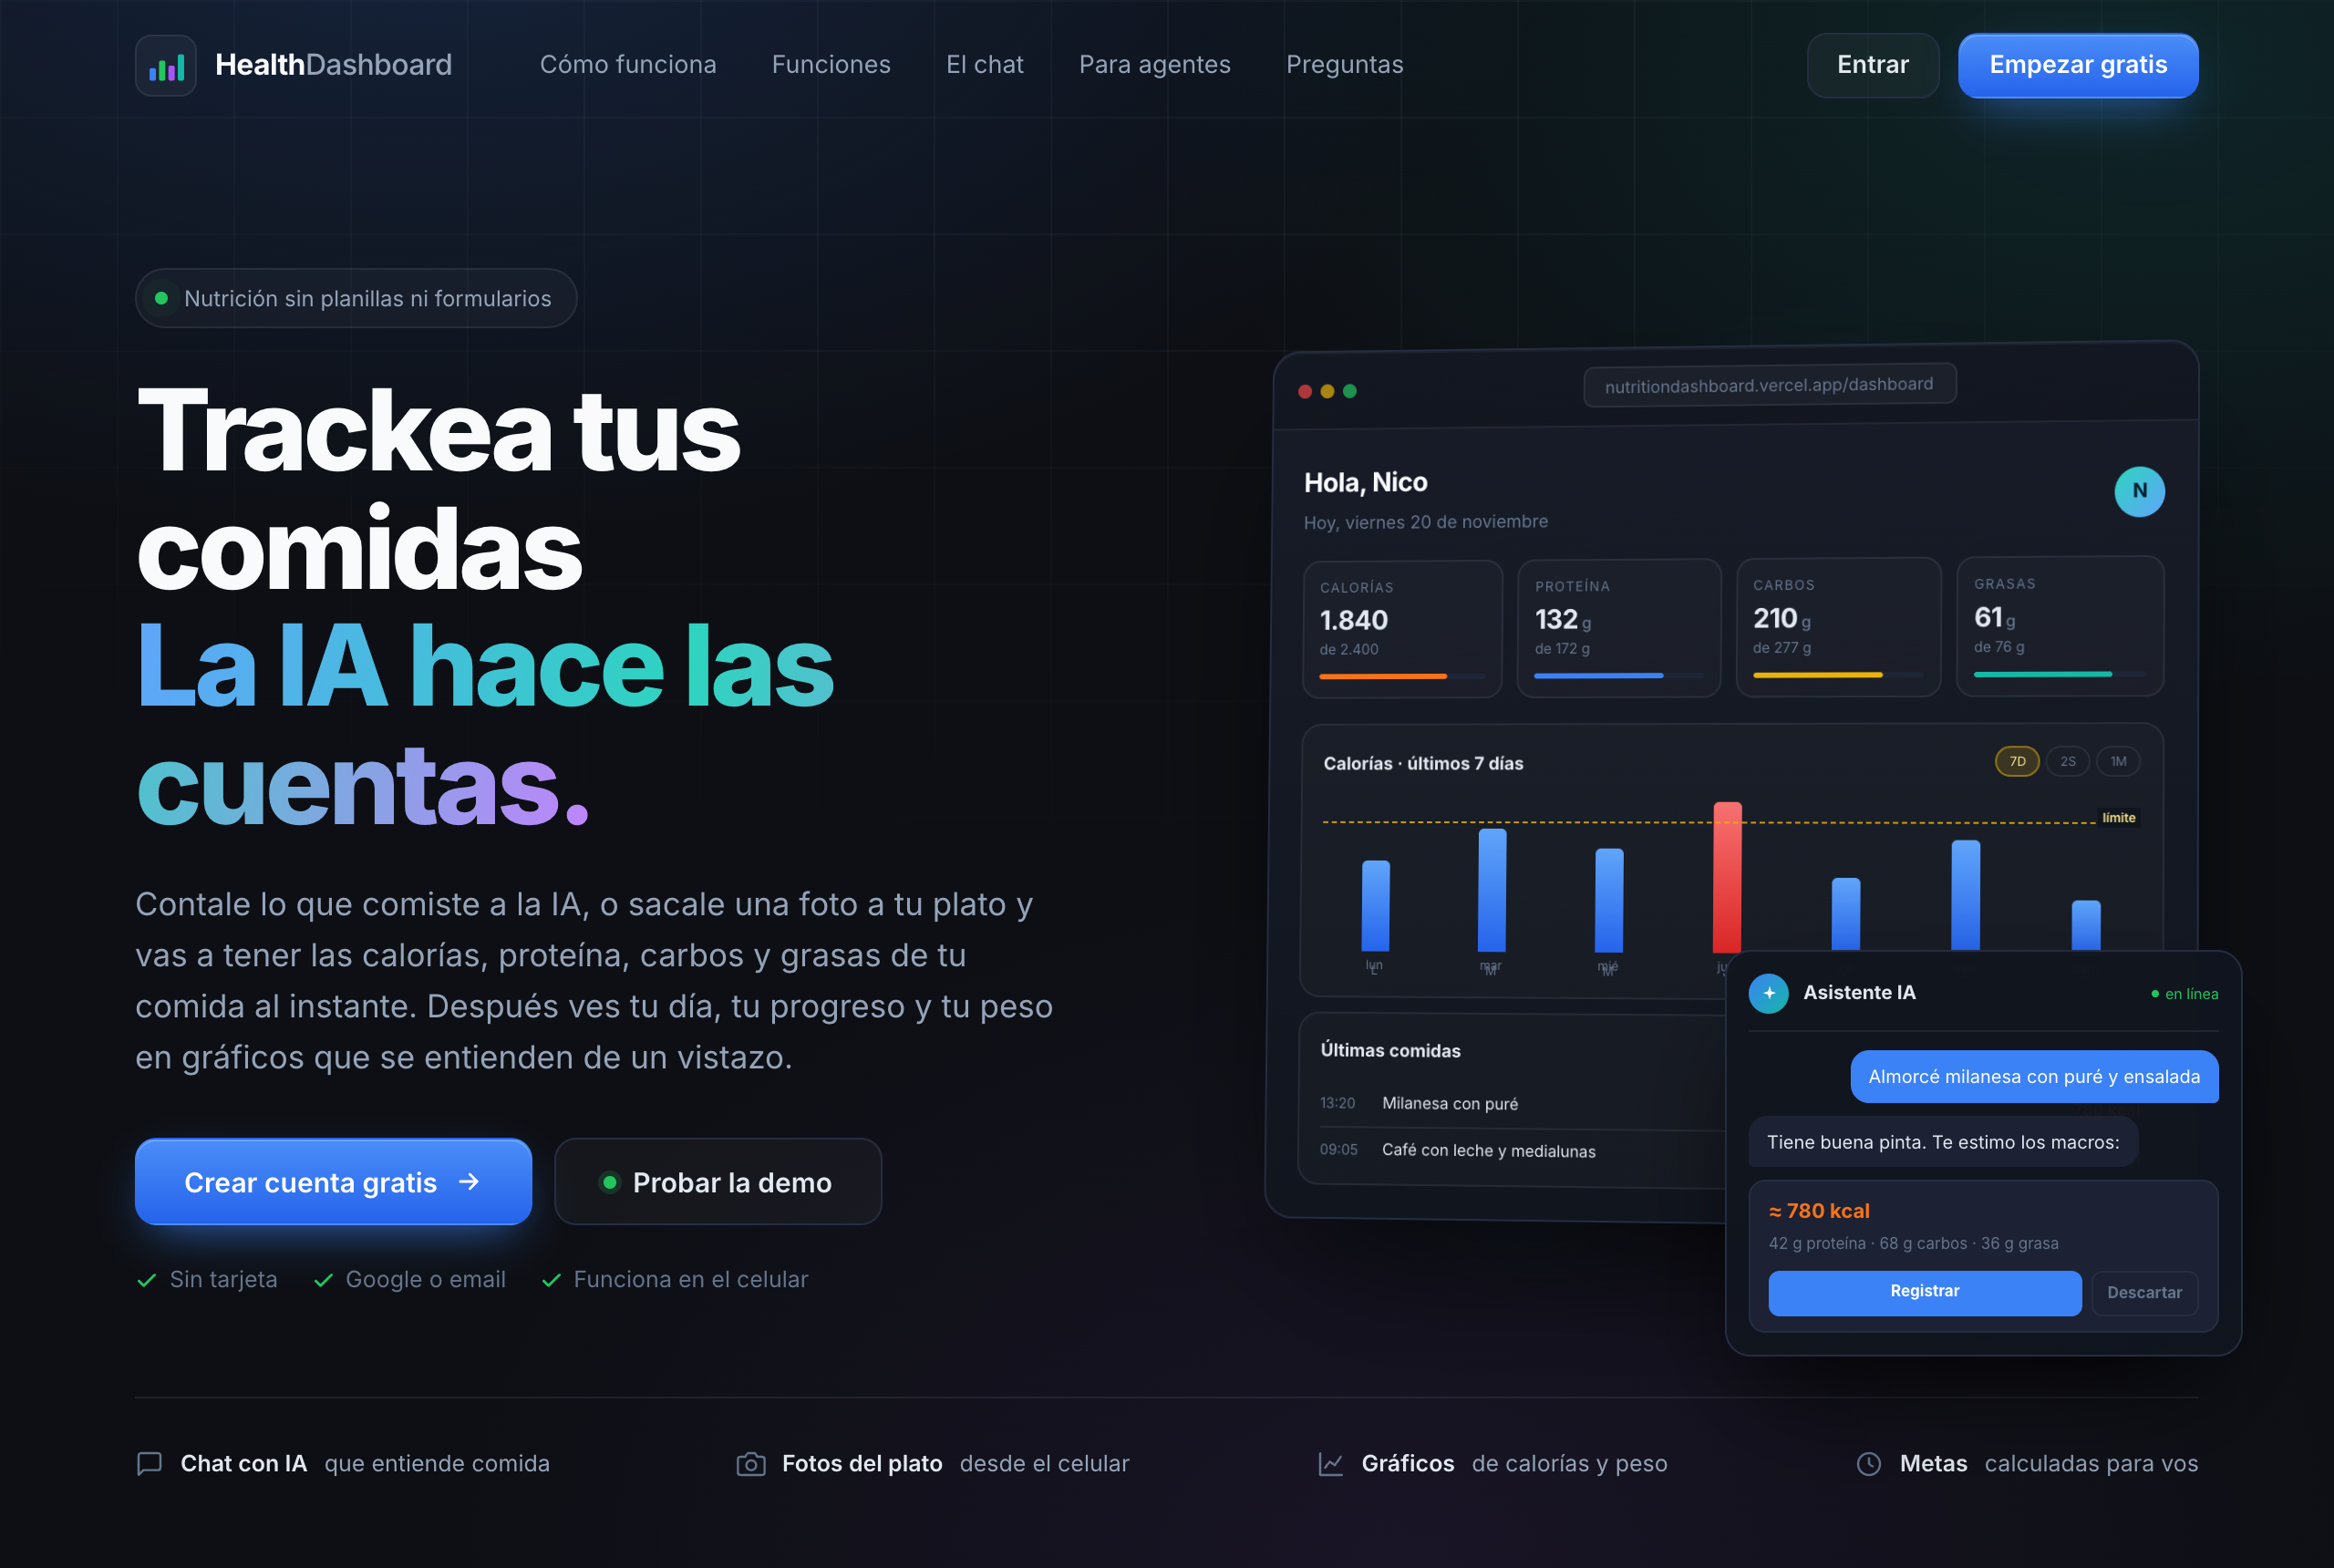 HealthDashboard
Cómo funciona
Funciones
El chat
Para agentes
Preguntas
Entrar
Empezar gratis
Nutrición sin planillas ni formularios
Trackea tus
comidas
La IA hace las
cuentas.
Contale lo que comiste a la IA, o sacale una foto a tu plato y
vas a tener las calorías, proteína, carbos y grasas de tu
comida al instante. Después ves tu día, tu progreso y tu peso
en gráficos que se entienden de un vistazo.
Crear cuenta gratis →
Probar la demo
Sin tarjeta
Google o email
Funciona en el celular
nutritiondashboard.vercel.app/dashboard
Hola, Nico
N
Hoy, viernes 20 de noviembre
CALORÍAS
1.840
de 2.400
PROTEÍNA
132 g
de 172 g
CARBOS
210 g
de 277 g
GRASAS
61 g
de 76 g
Calorías · últimos 7 días
7D
2S
1M
límite
lun
L
mar
M
mié
M
Últimas comidas
13:20 Milanesa con puré
09:05 Café con leche y medialunas
Asistente IA
en línea
Almorcé milanesa con puré y ensalada
Tiene buena pinta. Te estimo los macros:
≈ 780 kcal
42 g proteína · 68 g carbos · 36 g grasa
Registrar
Descartar
Chat con IA que entiende comida
Fotos del plato desde el celular
Gráficos de calorías y peso
Metas calculadas para vos